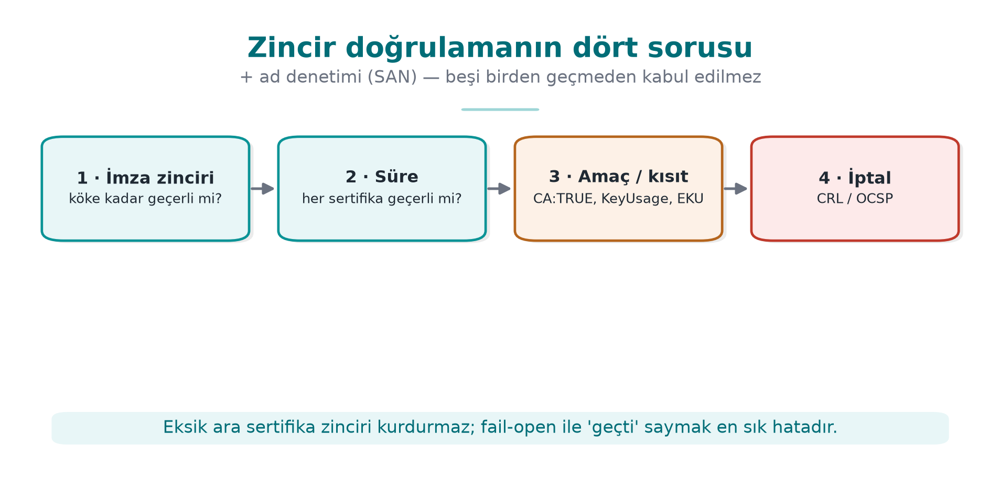 Zincir doğrulamanın dört sorusu
+ ad denetimi (SAN) — beşi birden geçmeden kabul edilmez
1 · İmza zinciri
köke kadar geçerli mi?
2 · Süre
her sertifika geçerli mi?
3 · Amaç / kısıt
CA:TRUE, KeyUsage, EKU
4 · İptal
CRL / OCSP
Eksik ara sertifika zinciri kurdurmaz; fail-open ile 'geçti' saymak en sık hatadır.